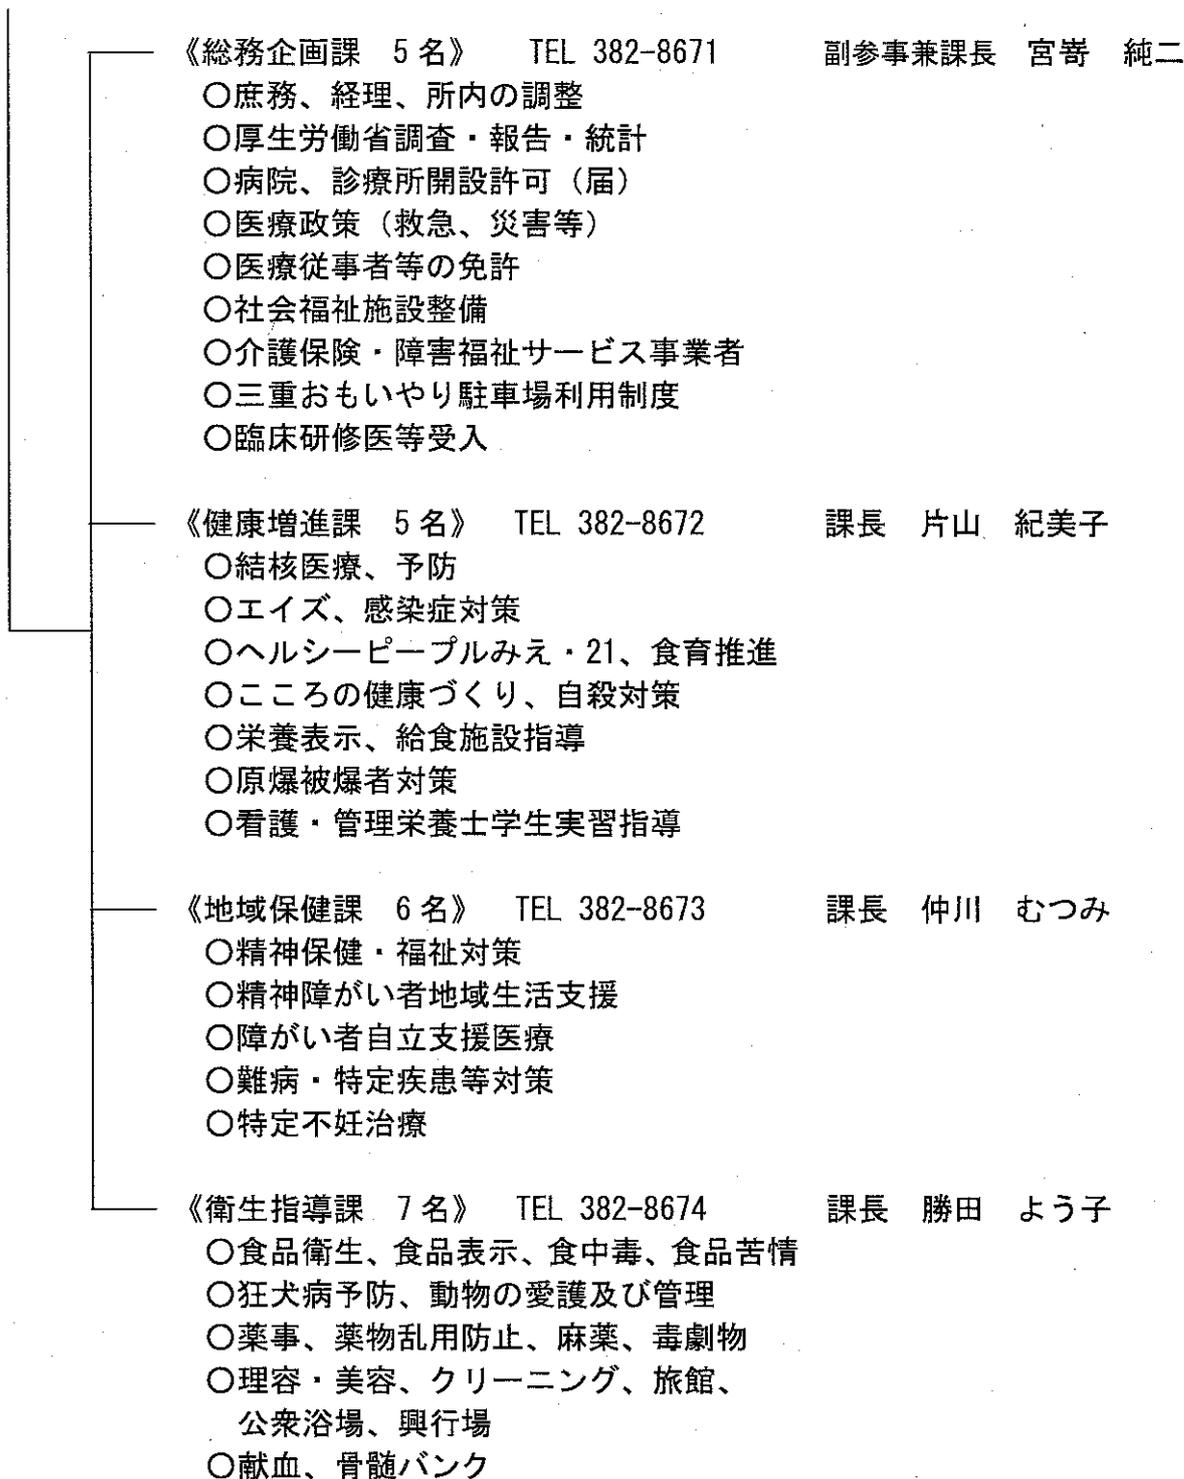 《総務企画課　5名》　TEL 382-8671　副参事兼課長　宮嵜　純二
○庶務、経理、所内の調整
○厚生労働省調査・報告・統計
○病院、診療所開設許可（届）
○医療政策（救急、災害等）
○医療従事者等の免許
○社会福祉施設整備
○介護保険・障害福祉サービス事業者
○三重おもいやり駐車場利用制度
○臨床研修医等受入
《健康増進課　5名》　TEL 382-8672　課長　片山　紀美子
○結核医療、予防
○エイズ、感染症対策
○ヘルシーピープルみえ・21、食育推進
○こころの健康づくり、自殺対策
○栄養表示、給食施設指導
○原爆被爆者対策
○看護・管理栄養士学生実習指導
《地域保健課　6名》　TEL 382-8673　課長　仲川　むつみ
○精神保健・福祉対策
○精神障がい者地域生活支援
○障がい者自立支援医療
○難病・特定疾患等対策
○特定不妊治療
《衛生指導課　7名》　TEL 382-8674　課長　勝田　よう子
○食品衛生、食品表示、食中毒、食品苦情
○狂犬病予防、動物の愛護及び管理
○薬事、薬物乱用防止、麻薬、毒劇物
○理容・美容、クリーニング、旅館、
公衆浴場、興行場
○献血、骨髄バンク